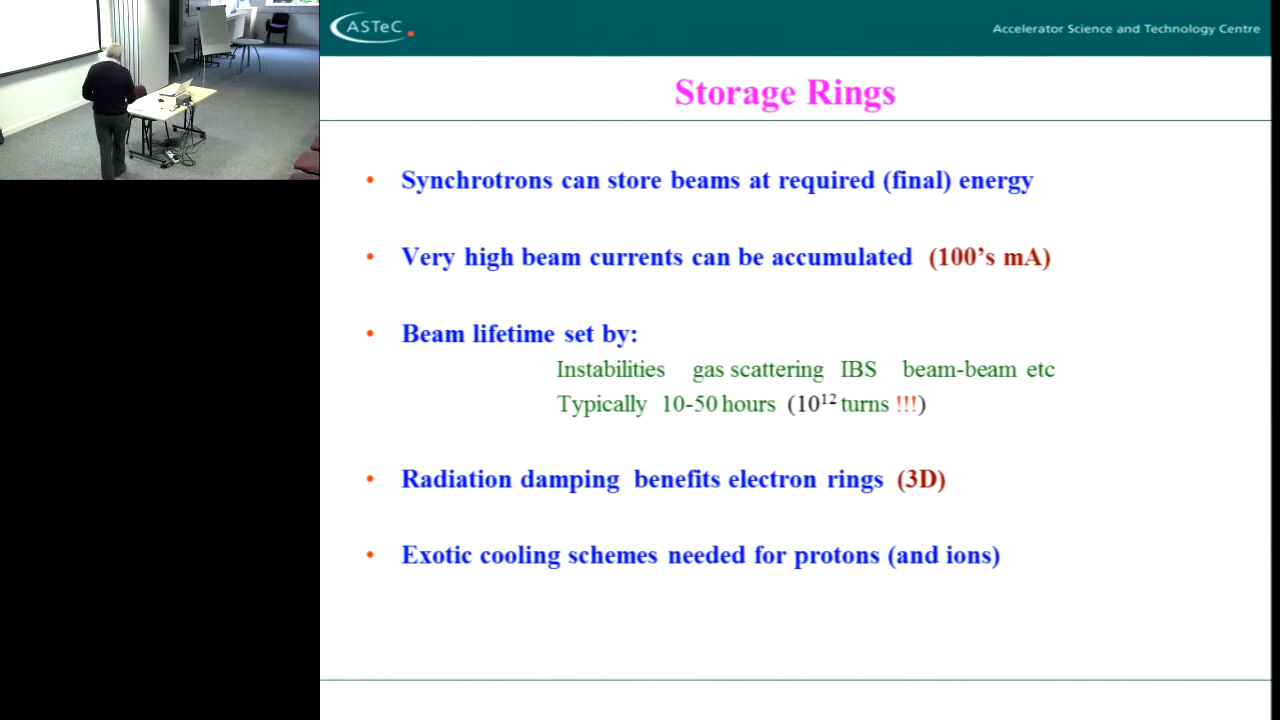 ASTeC
Accelerator Science and Technology Centre
Storage Rings
• Synchrotrons can store beams at required (final) energy
• Very high beam currents can be accumulated (100’s mA)
• Beam lifetime set by:
Instabilities gas scattering IBS beam-beam etc
Typically 10-50 hours (10¹² turns !!!)
• Radiation damping benefits electron rings (3D)
• Exotic cooling schemes needed for protons (and ions)